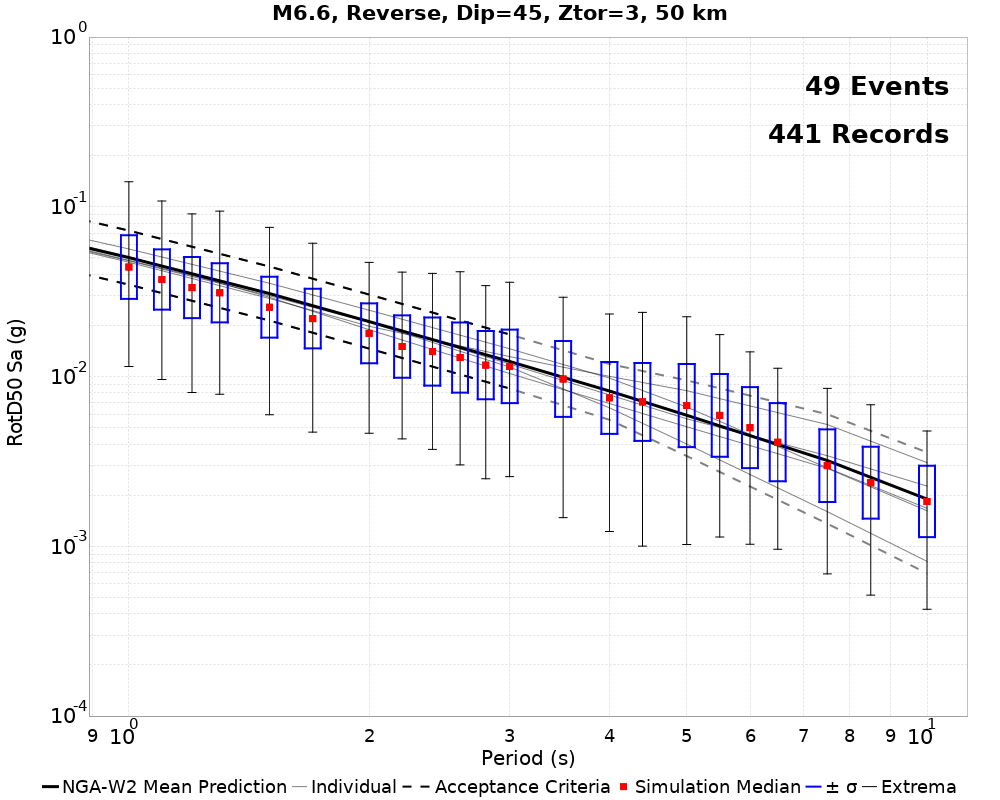 M6.6, Reverse, Dip=45, Ztor=3, 50 km
49 Events
441 Records
RotD50 Sa (g)
10^0
10^-1
10^-2
10^-3
10^-4
9 10^0 2 3 4 5 6 7 8 9 10^1
Period (s)
NGA-W2 Mean Prediction Individual Acceptance Criteria Simulation Median ± σ Extrema